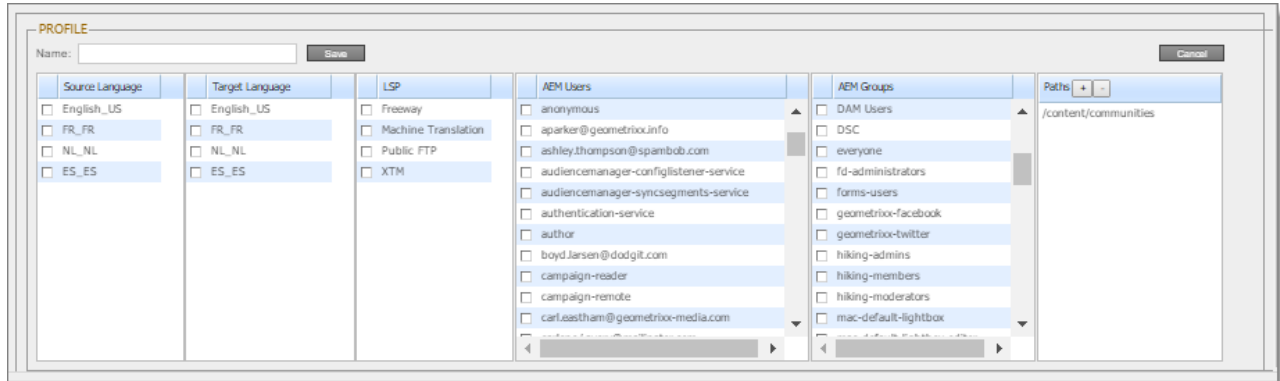 PROFILE
Name: Save Cancel
Source Language
English_US
FR_FR
NL_NL
ES_ES
Target Language
English_US
FR_FR
NL_NL
ES_ES
LSP
Freeway
Machine Translation
Public FTP
XTM
AEM Users
anonymous
aparker@geometrixx.info
ashley.thompson@spambob.com
audiencemanager-configlistener-service
audiencemanager-syncsegments-service
authentication-service
author
boyd.larsen@dodgit.com
campaign-reader
campaign-remote
carl.eastham@geometrixx-media.com
AEM Groups
DAM Users
DSC
everyone
fd-administrators
forms-users
geometrixx-facebook
geometrixx-twitter
hiking-admins
hiking-members
hiking-moderators
mac-default-lightbox
Paths + -
/content/communities